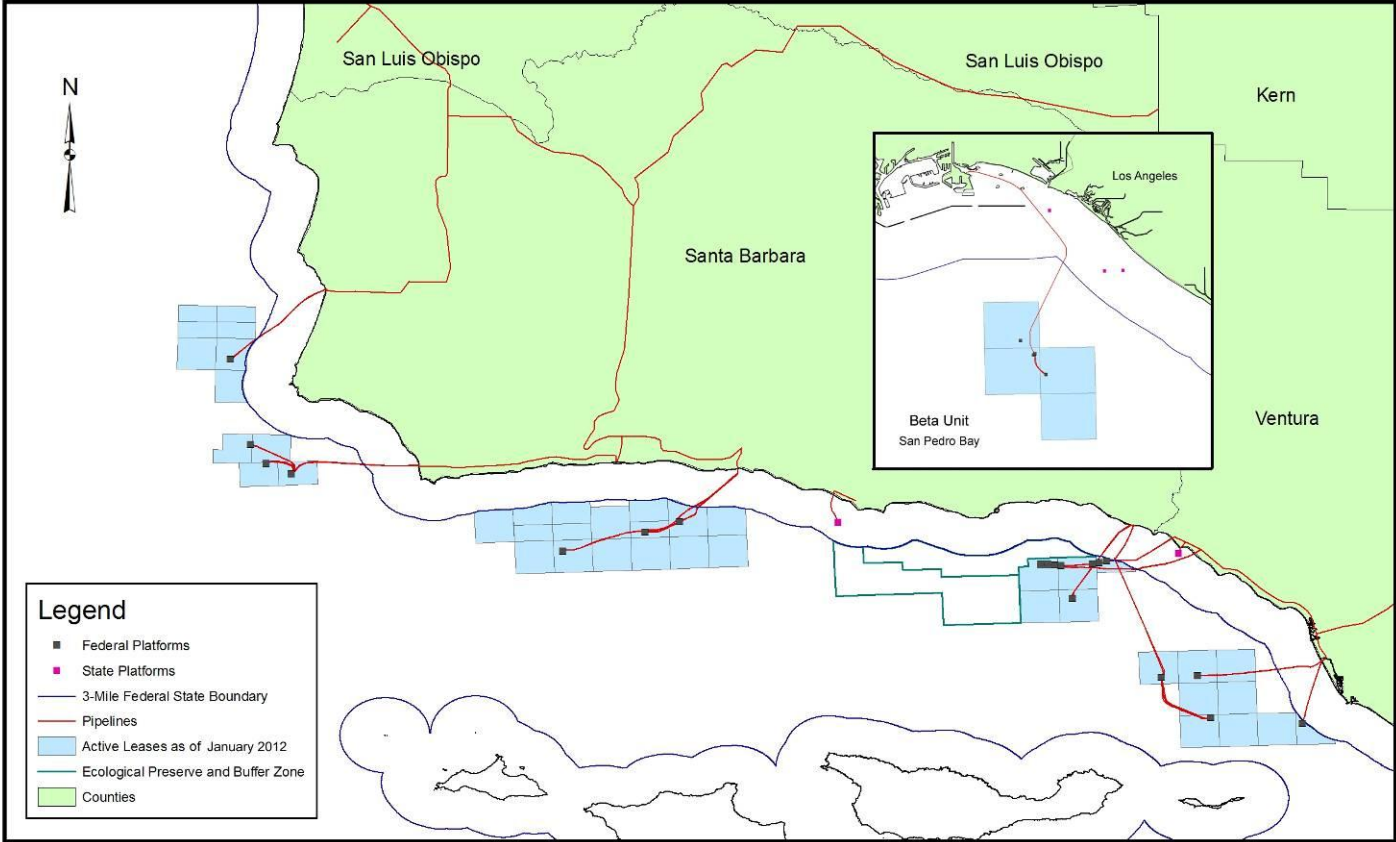 San Luis Obispo
San Luis Obispo
N
Kern
Los Angeles
Santa Barbara
Ventura
Beta Unit
San Pedro Bay
Legend
Federal Platforms
State Platforms
3-Mile Federal State Boundary
Pipelines
Active Leases as of January 2012
Ecological Preserve and Buffer Zone
Counties